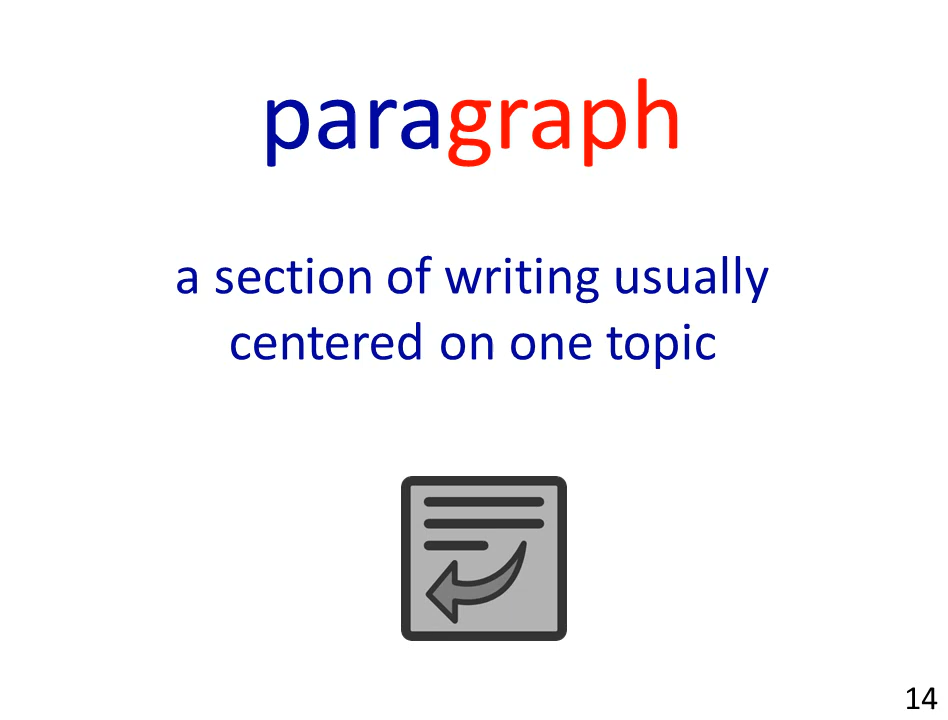 paragraph
a section of writing usually
centered on one topic
14